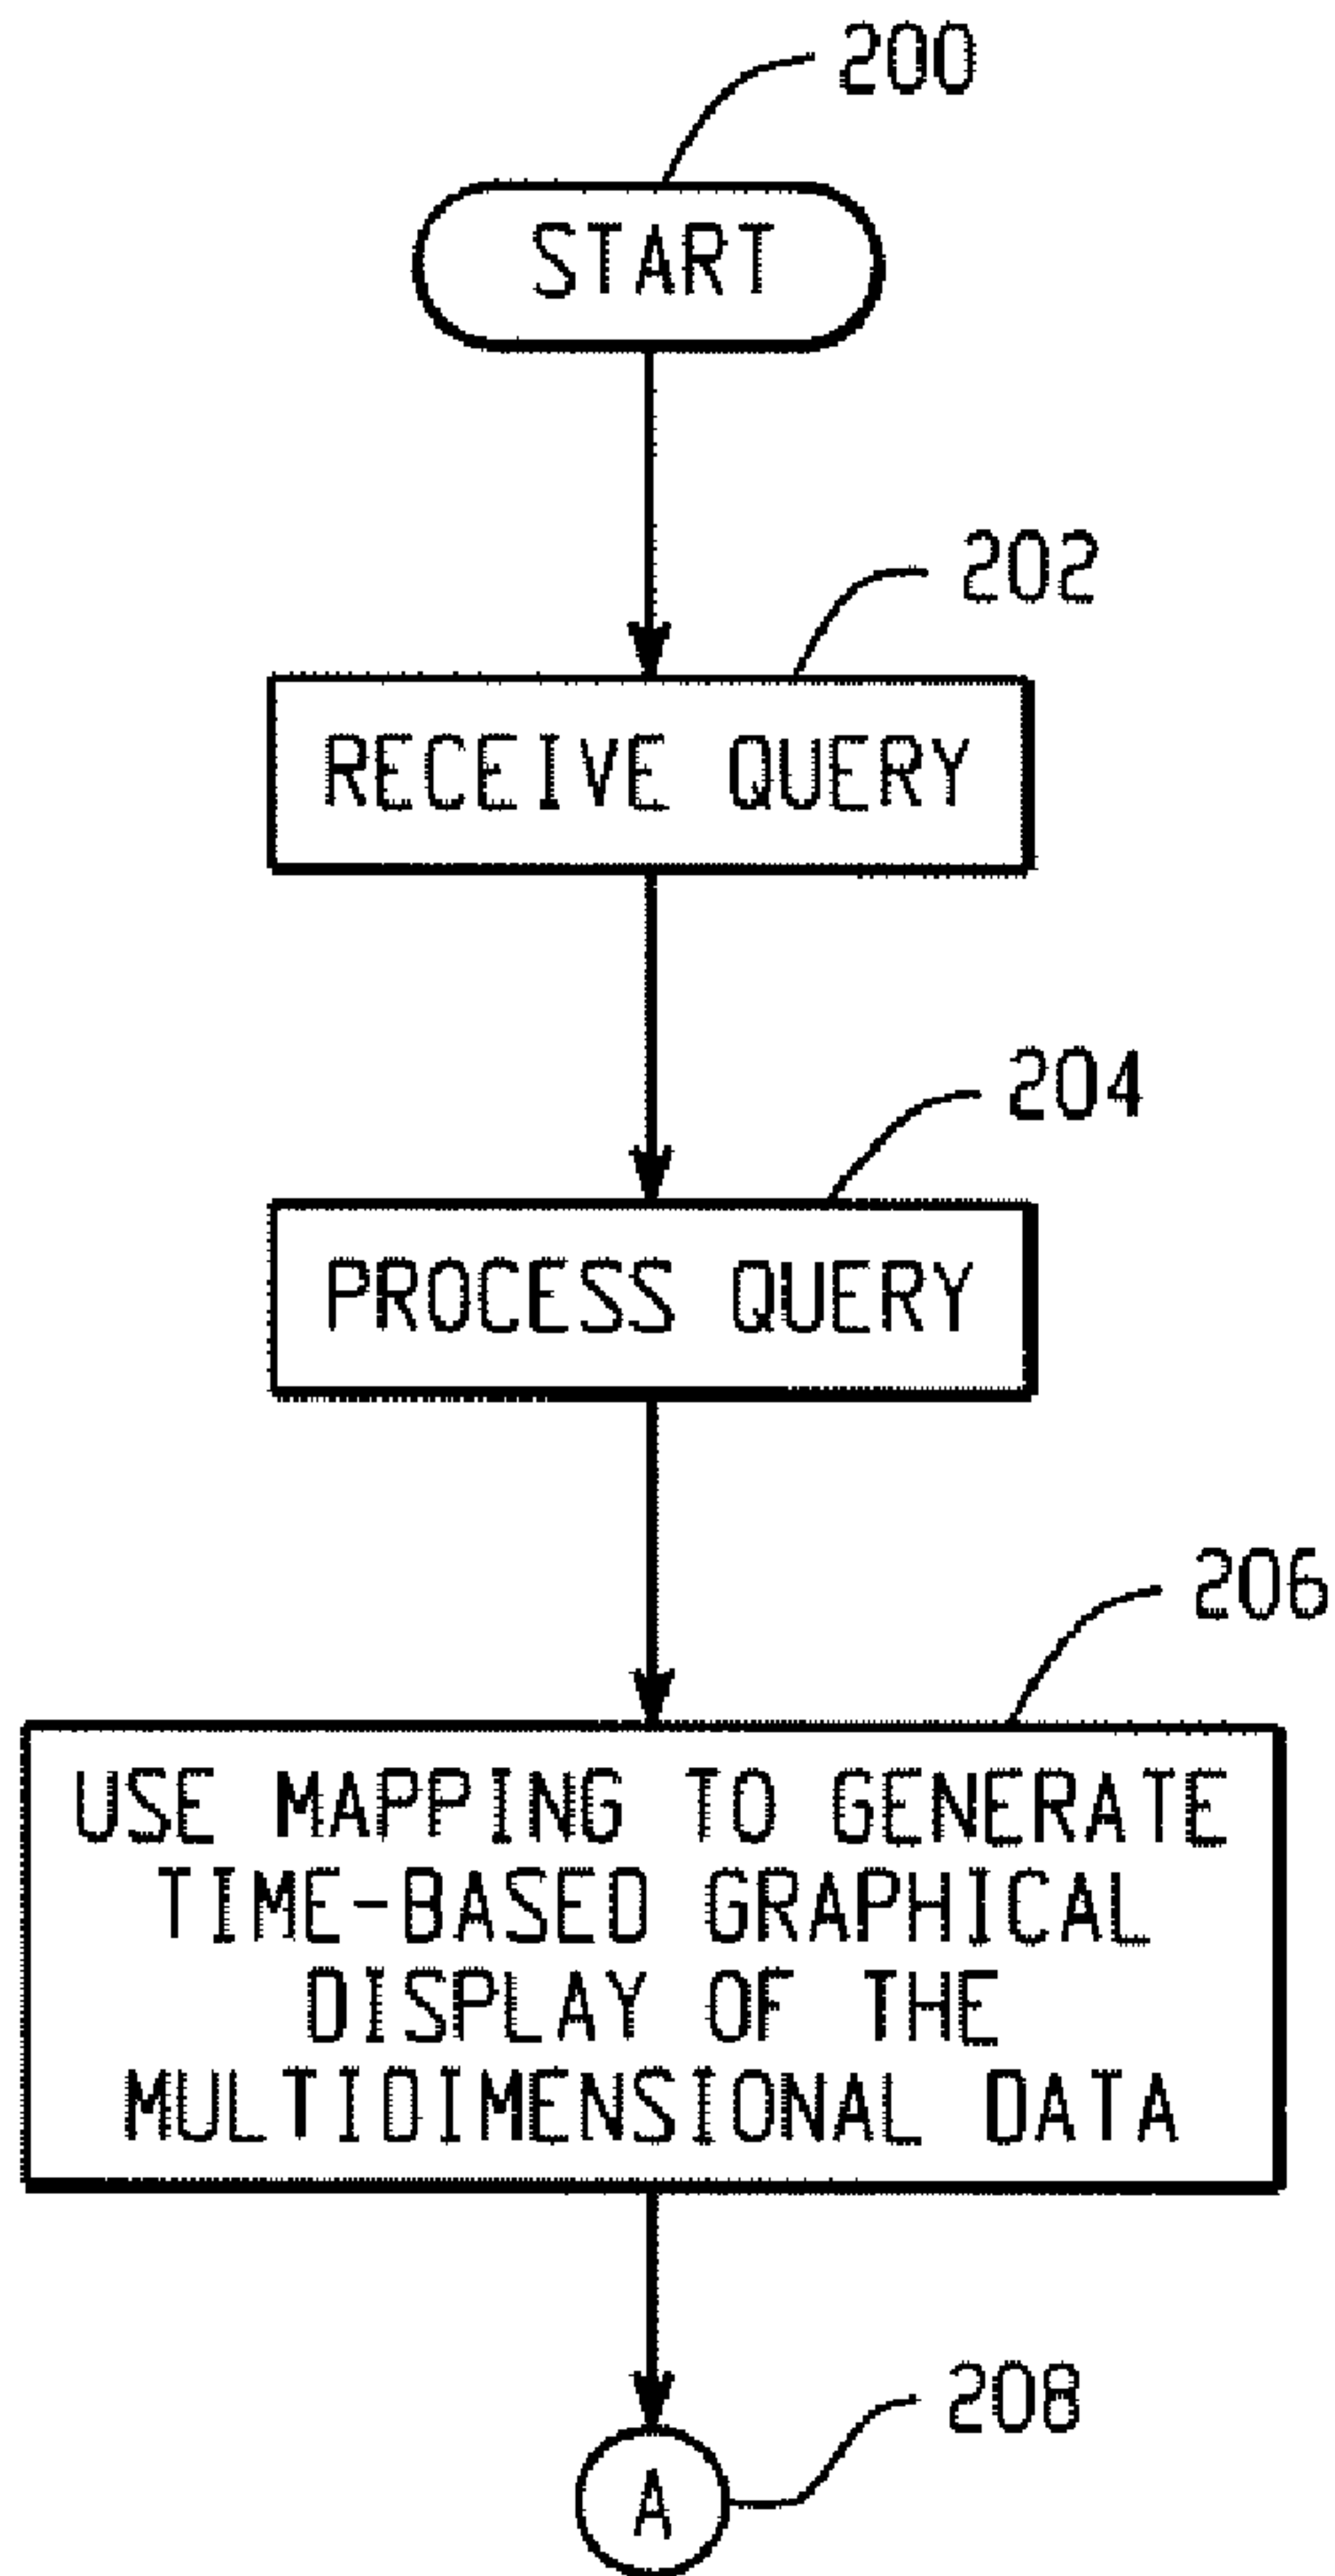 200
START
202
RECEIVE QUERY
204
PROCESS QUERY
206
USE MAPPING TO GENERATE
TIME-BASED GRAPHICAL
DISPLAY OF THE
MULTIDIMENSIONAL DATA
208
A